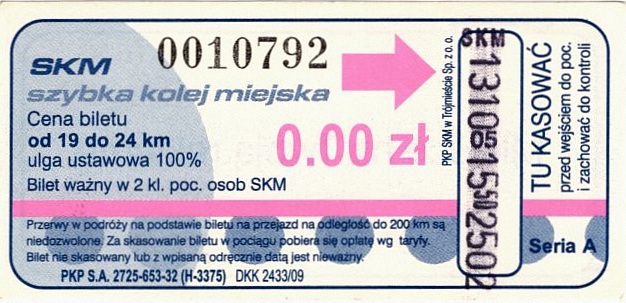 SKM 0010792
szybka kolej miejska
Cena biletu
od 19 do 24 km
ulga ustawowa 100%
0.00 zł
Bilet ważny w 2 kl. poc. osob SKM
Przerwy w podróży na podstawie biletu na przejazd na odległość do 200 km są
niedozwolone. Za skasowanie biletu w pociągu pobiera się opłatę wg taryfy.
Bilet nie skasowany lub z wpisaną odręcznie datą jest nieważny.
PKP S.A. 2725-653-32 (H-3375) DKK 2433/09
PKP SKM w Trójmieście Sp. z o. o.
SKM
TU KASOWAĆ
przed wejściem do poc.
i zachować do kontroli
Seria A